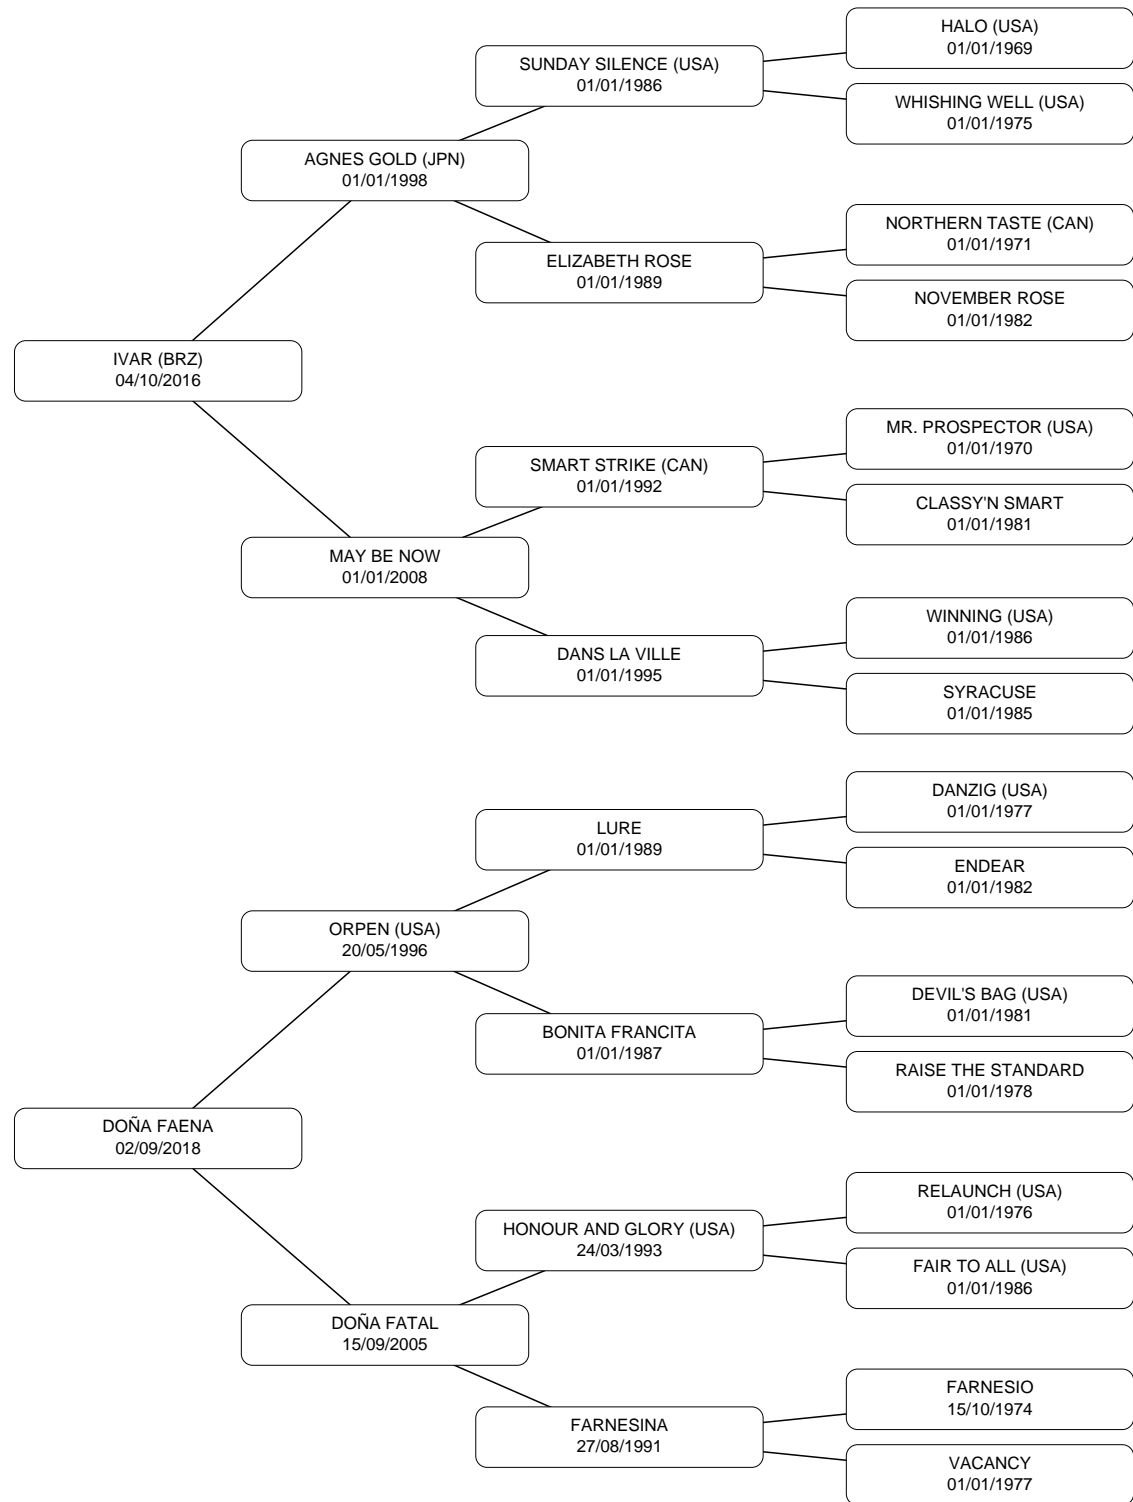 HALO (USA)
01/01/1969
SUNDAY SILENCE (USA)
01/01/1986
WHISHING WELL (USA)
01/01/1975
AGNES GOLD (JPN)
01/01/1998
NORTHERN TASTE (CAN)
01/01/1971
ELIZABETH ROSE
01/01/1989
NOVEMBER ROSE
01/01/1982
IVAR (BRZ)
04/10/2016
MR. PROSPECTOR (USA)
01/01/1970
SMART STRIKE (CAN)
01/01/1992
CLASSY'N SMART
01/01/1981
MAY BE NOW
01/01/2008
WINNING (USA)
01/01/1986
DANS LA VILLE
01/01/1995
SYRACUSE
01/01/1985
DANZIG (USA)
01/01/1977
LURE
01/01/1989
ENDEAR
01/01/1982
ORPEN (USA)
20/05/1996
DEVIL'S BAG (USA)
01/01/1981
BONITA FRANCITA
01/01/1987
RAISE THE STANDARD
01/01/1978
DOÑA FAENA
02/09/2018
RELAUNCH (USA)
01/01/1976
HONOUR AND GLORY (USA)
24/03/1993
FAIR TO ALL (USA)
01/01/1986
DOÑA FATAL
15/09/2005
FARNESIO
15/10/1974
FARNESINA
27/08/1991
VACANCY
01/01/1977